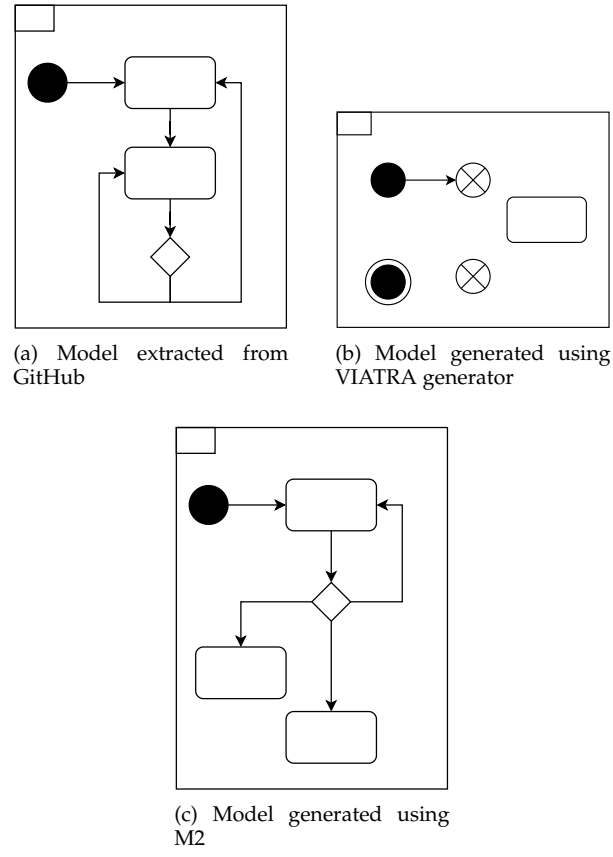 (a) Model extracted from
GitHub
(b) Model generated using
VIATRA generator
(c) Model generated using
M2